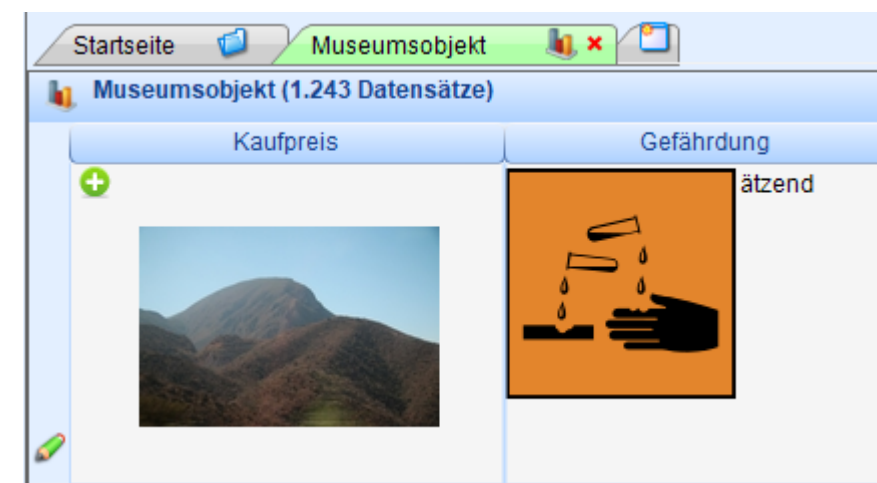 Startseite
Museumsobjekt
Museumsobjekt (1.243 Datensätze)
Kaufpreis
Gefährdung
ätzend